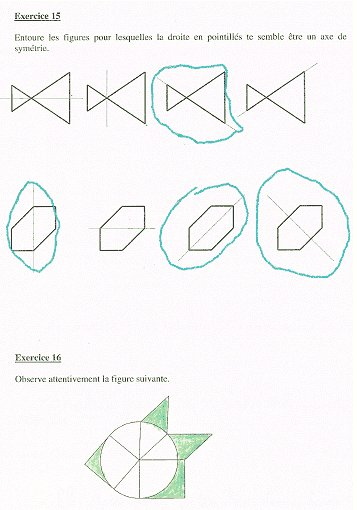 Exercice 15
Entoure les figures pour lesquelles la droite en pointillés te semble être un axe de
symétrie.
Exercice 16
Observe attentivement la figure suivante.